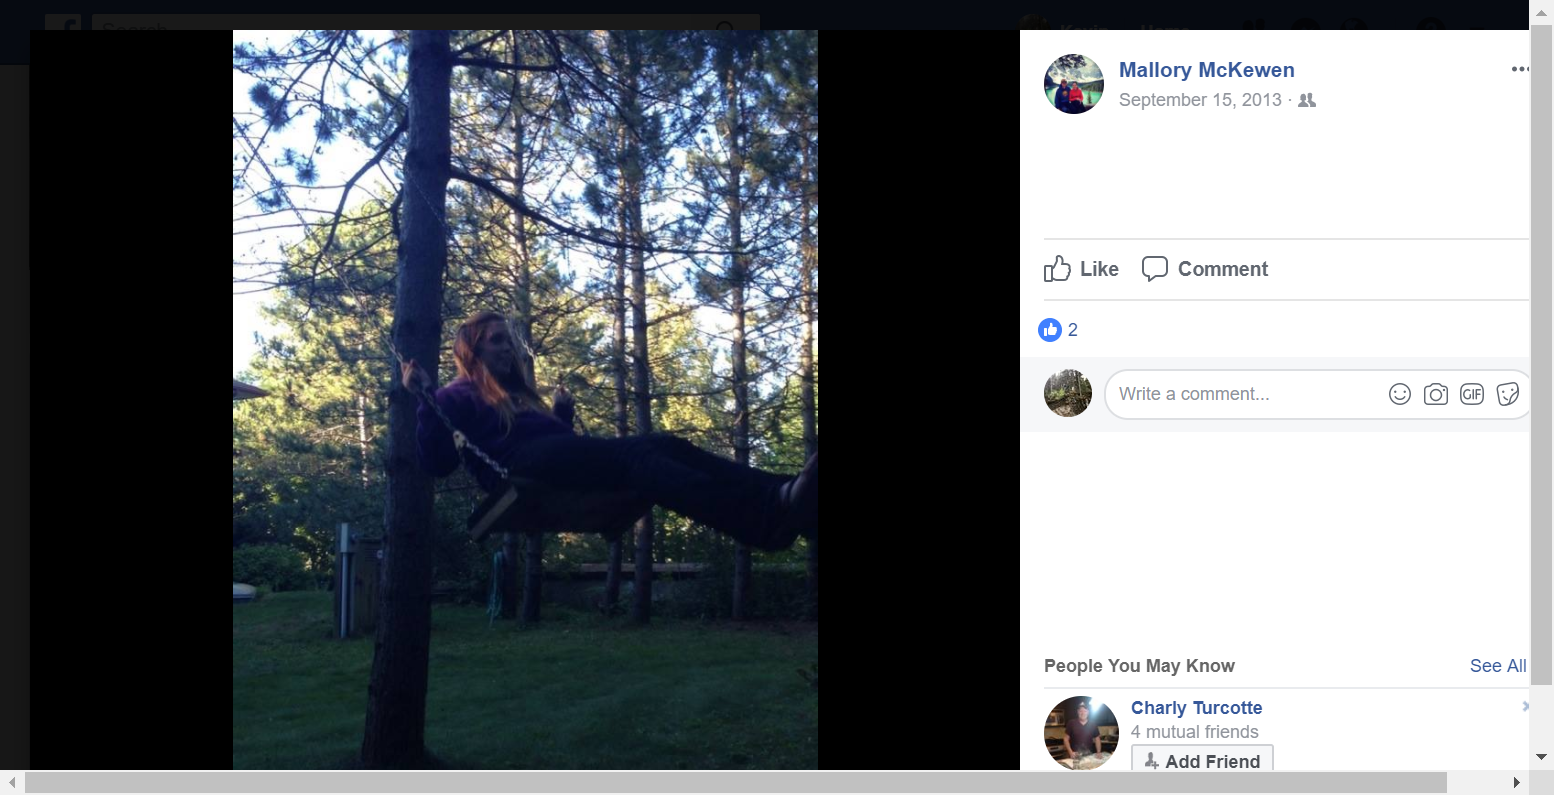 Search
Mallory McKewen
September 15, 2013 ·
Like
Comment
2
Write a comment...
GIF
People You May Know
See All
Charly Turcotte
4 mutual friends
Add Friend